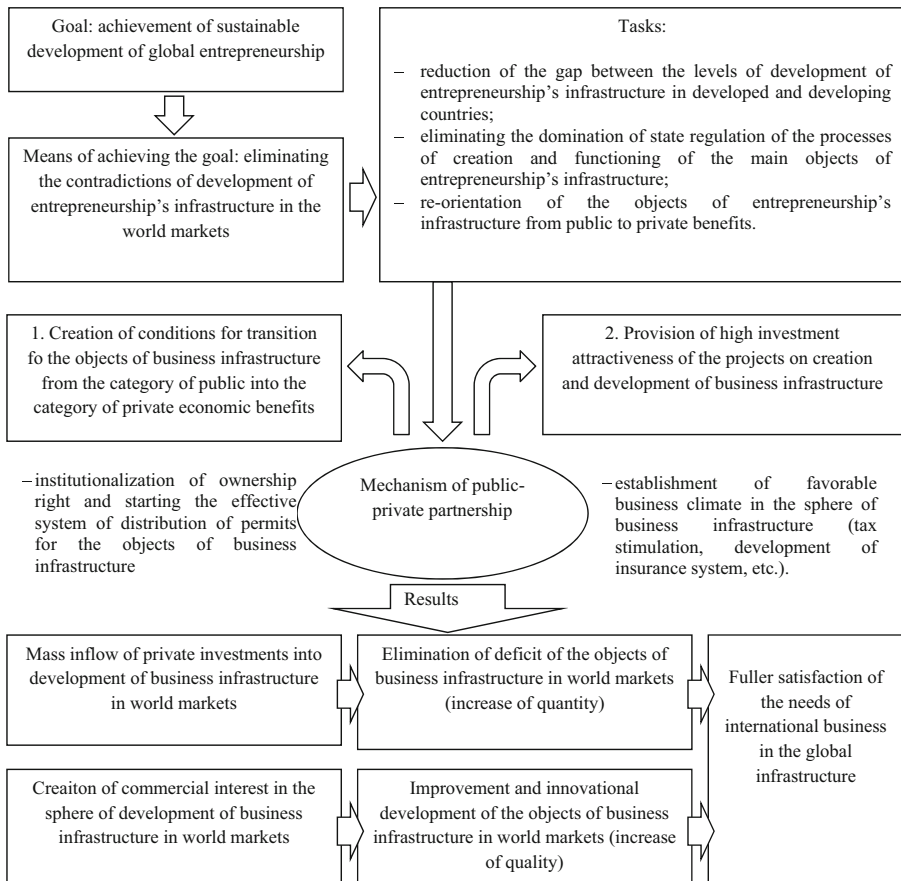 Goal: achievement of sustainable
development of global entrepreneurship
Means of achieving the goal: eliminating
the contradictions of development of
entrepreneurship's infrastructure in the
world markets
Tasks:
– reduction of the gap between the levels of development of
entrepreneurship's infrastructure in developed and developing
countries;
– eliminating the domination of state regulation of the processes
of creation and functioning of the main objects of
entrepreneurship's infrastructure;
– re-orientation of the objects of entrepreneurship's
infrastructure from public to private benefits.
1. Creation of conditions for transition
fo the objects of business infrastructure
from the category of public into the
category of private economic benefits
2. Provision of high investment
attractiveness of the projects on creation
and development of business infrastructure
– institutionalization of ownership
right and starting the effective
system of distribution of permits
for the objects of business
infrastructure
Mechanism of public-
private partnership
– establishment of favorable
business climate in the sphere of
business infrastructure (tax
stimulation, development of
insurance system, etc.).
Results
Mass inflow of private investments into
development of business infrastructure
in world markets
Elimination of deficit of the objects of
business infrastructure in world markets
(increase of quantity)
Fuller satisfaction of
the needs of
international business
in the global
infrastructure
Creaiton of commercial interest in the
sphere of development of business
infrastructure in world markets
Improvement and innovational
development of the objects of business
infrastructure in world markets (increase
of quality)